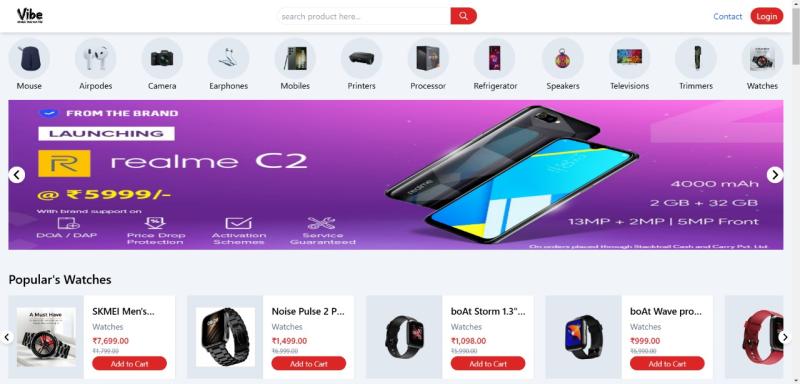 Vibe
search product here...
Contact
Login
Mouse
Airpodes
Camera
Earphones
Mobiles
Printers
Processor
Refrigerator
Speakers
Televisions
Trimmers
Watches
FROM THE BRAND
LAUNCHING
realme C2
@ ₹5999/-
With brand support on
DOA / DAP
Price Drop
Protection
Activation
Schemes
Service
Guaranteed
realme
4000 mAh
2 GB + 32 GB
13MP + 2MP | 5MP Front
On orders placed through Stacktrail Cash and Carry Pvt. Ltd.
Popular's Watches
A Must Have
SKMEI Men's...
Watches
₹7,699.00
₹1,799.00
Add to Cart
Noise Pulse 2 P...
Watches
₹1,499.00
₹6,999.00
Add to Cart
boAt Storm 1.3"...
Watches
₹1,098.00
₹5,990.00
Add to Cart
boAt Wave pro...
Watches
₹999.00
₹6,990.00
Add to Cart